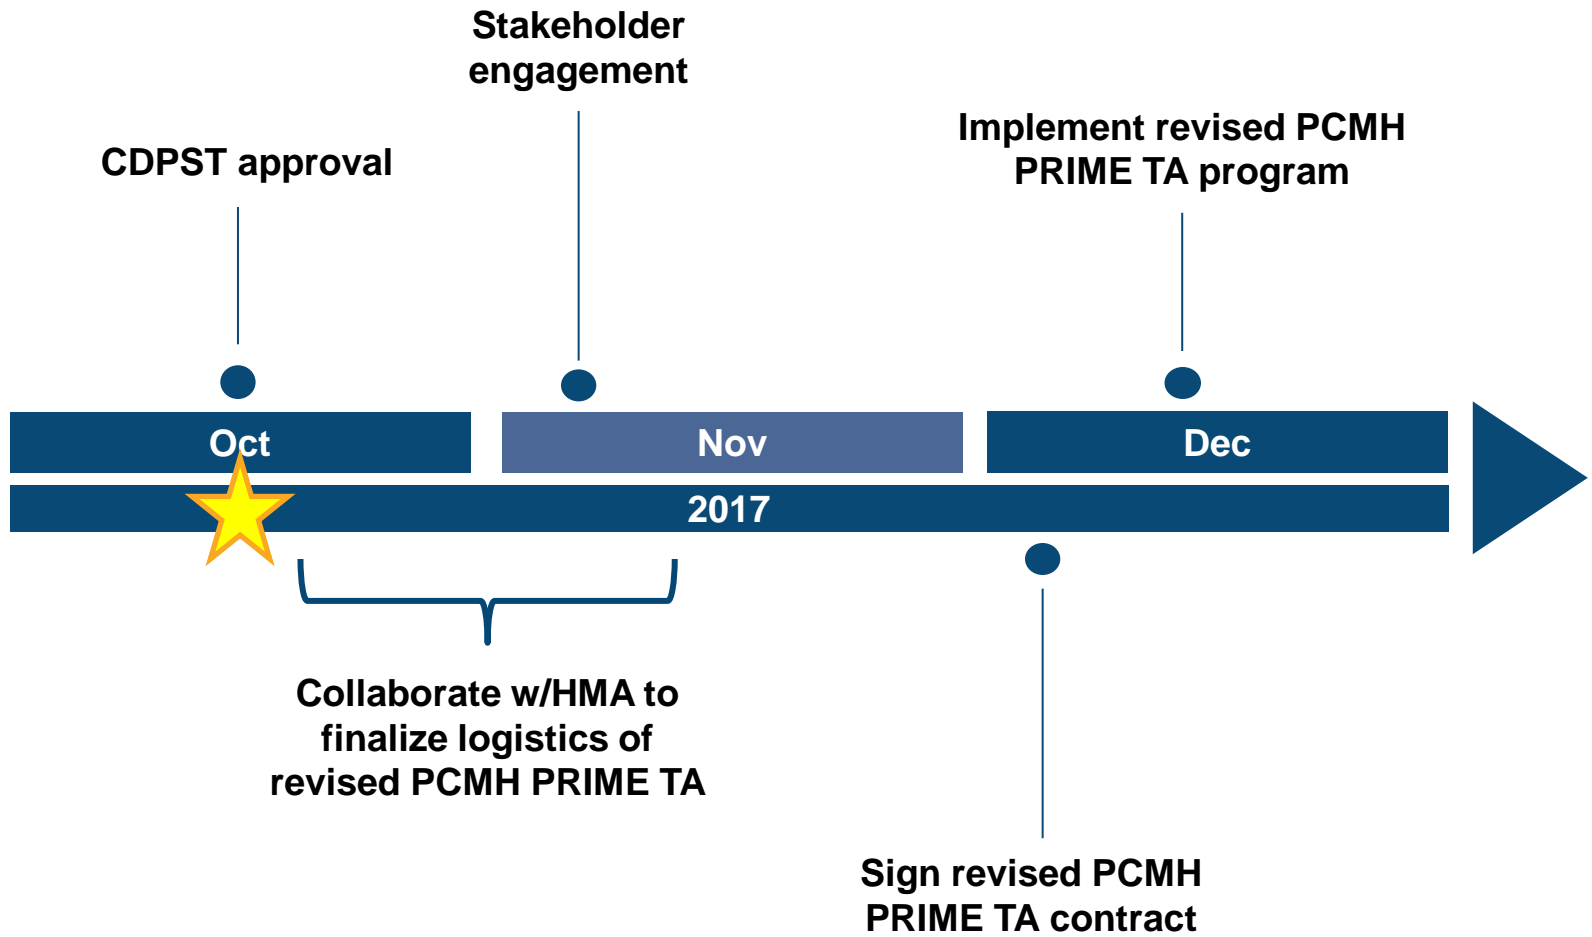 Stakeholder
engagement
CDPST approval
Implement revised PCMH
PRIME TA program
Oct
Nov
Dec
2017
Collaborate w/HMA to
finalize logistics of
revised PCMH PRIME TA
Sign revised PCMH
PRIME TA contract